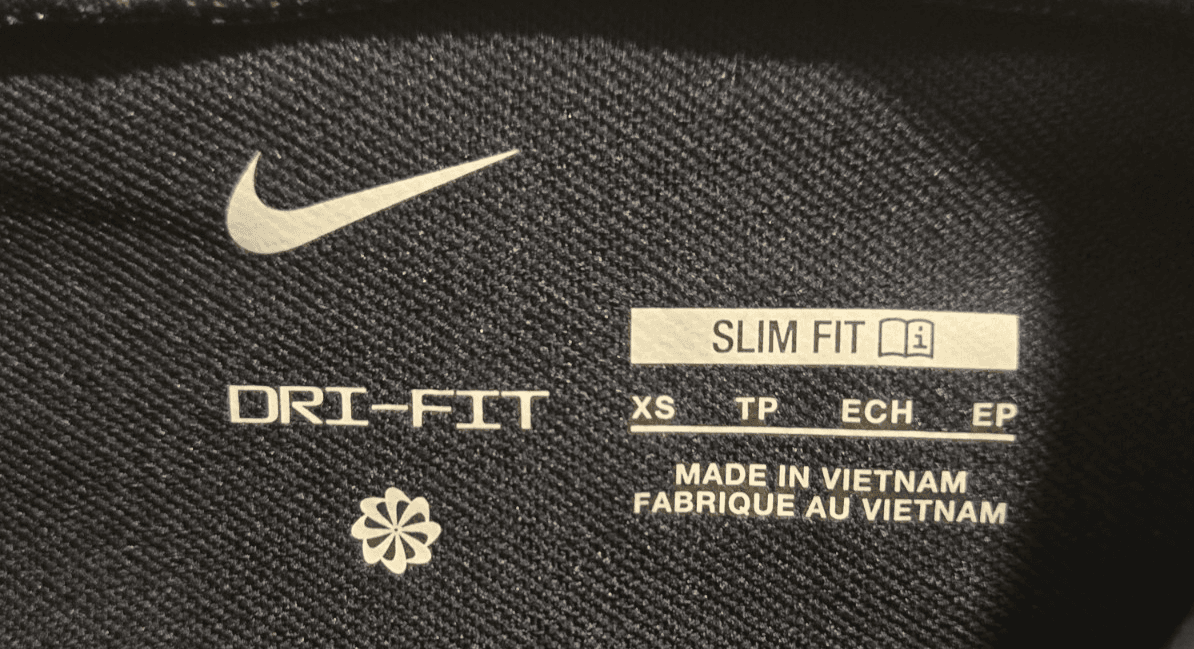 DRI-FIT
SLIM FIT
XS TP ECH EP
MADE IN VIETNAM
FABRIQUE AU VIETNAM